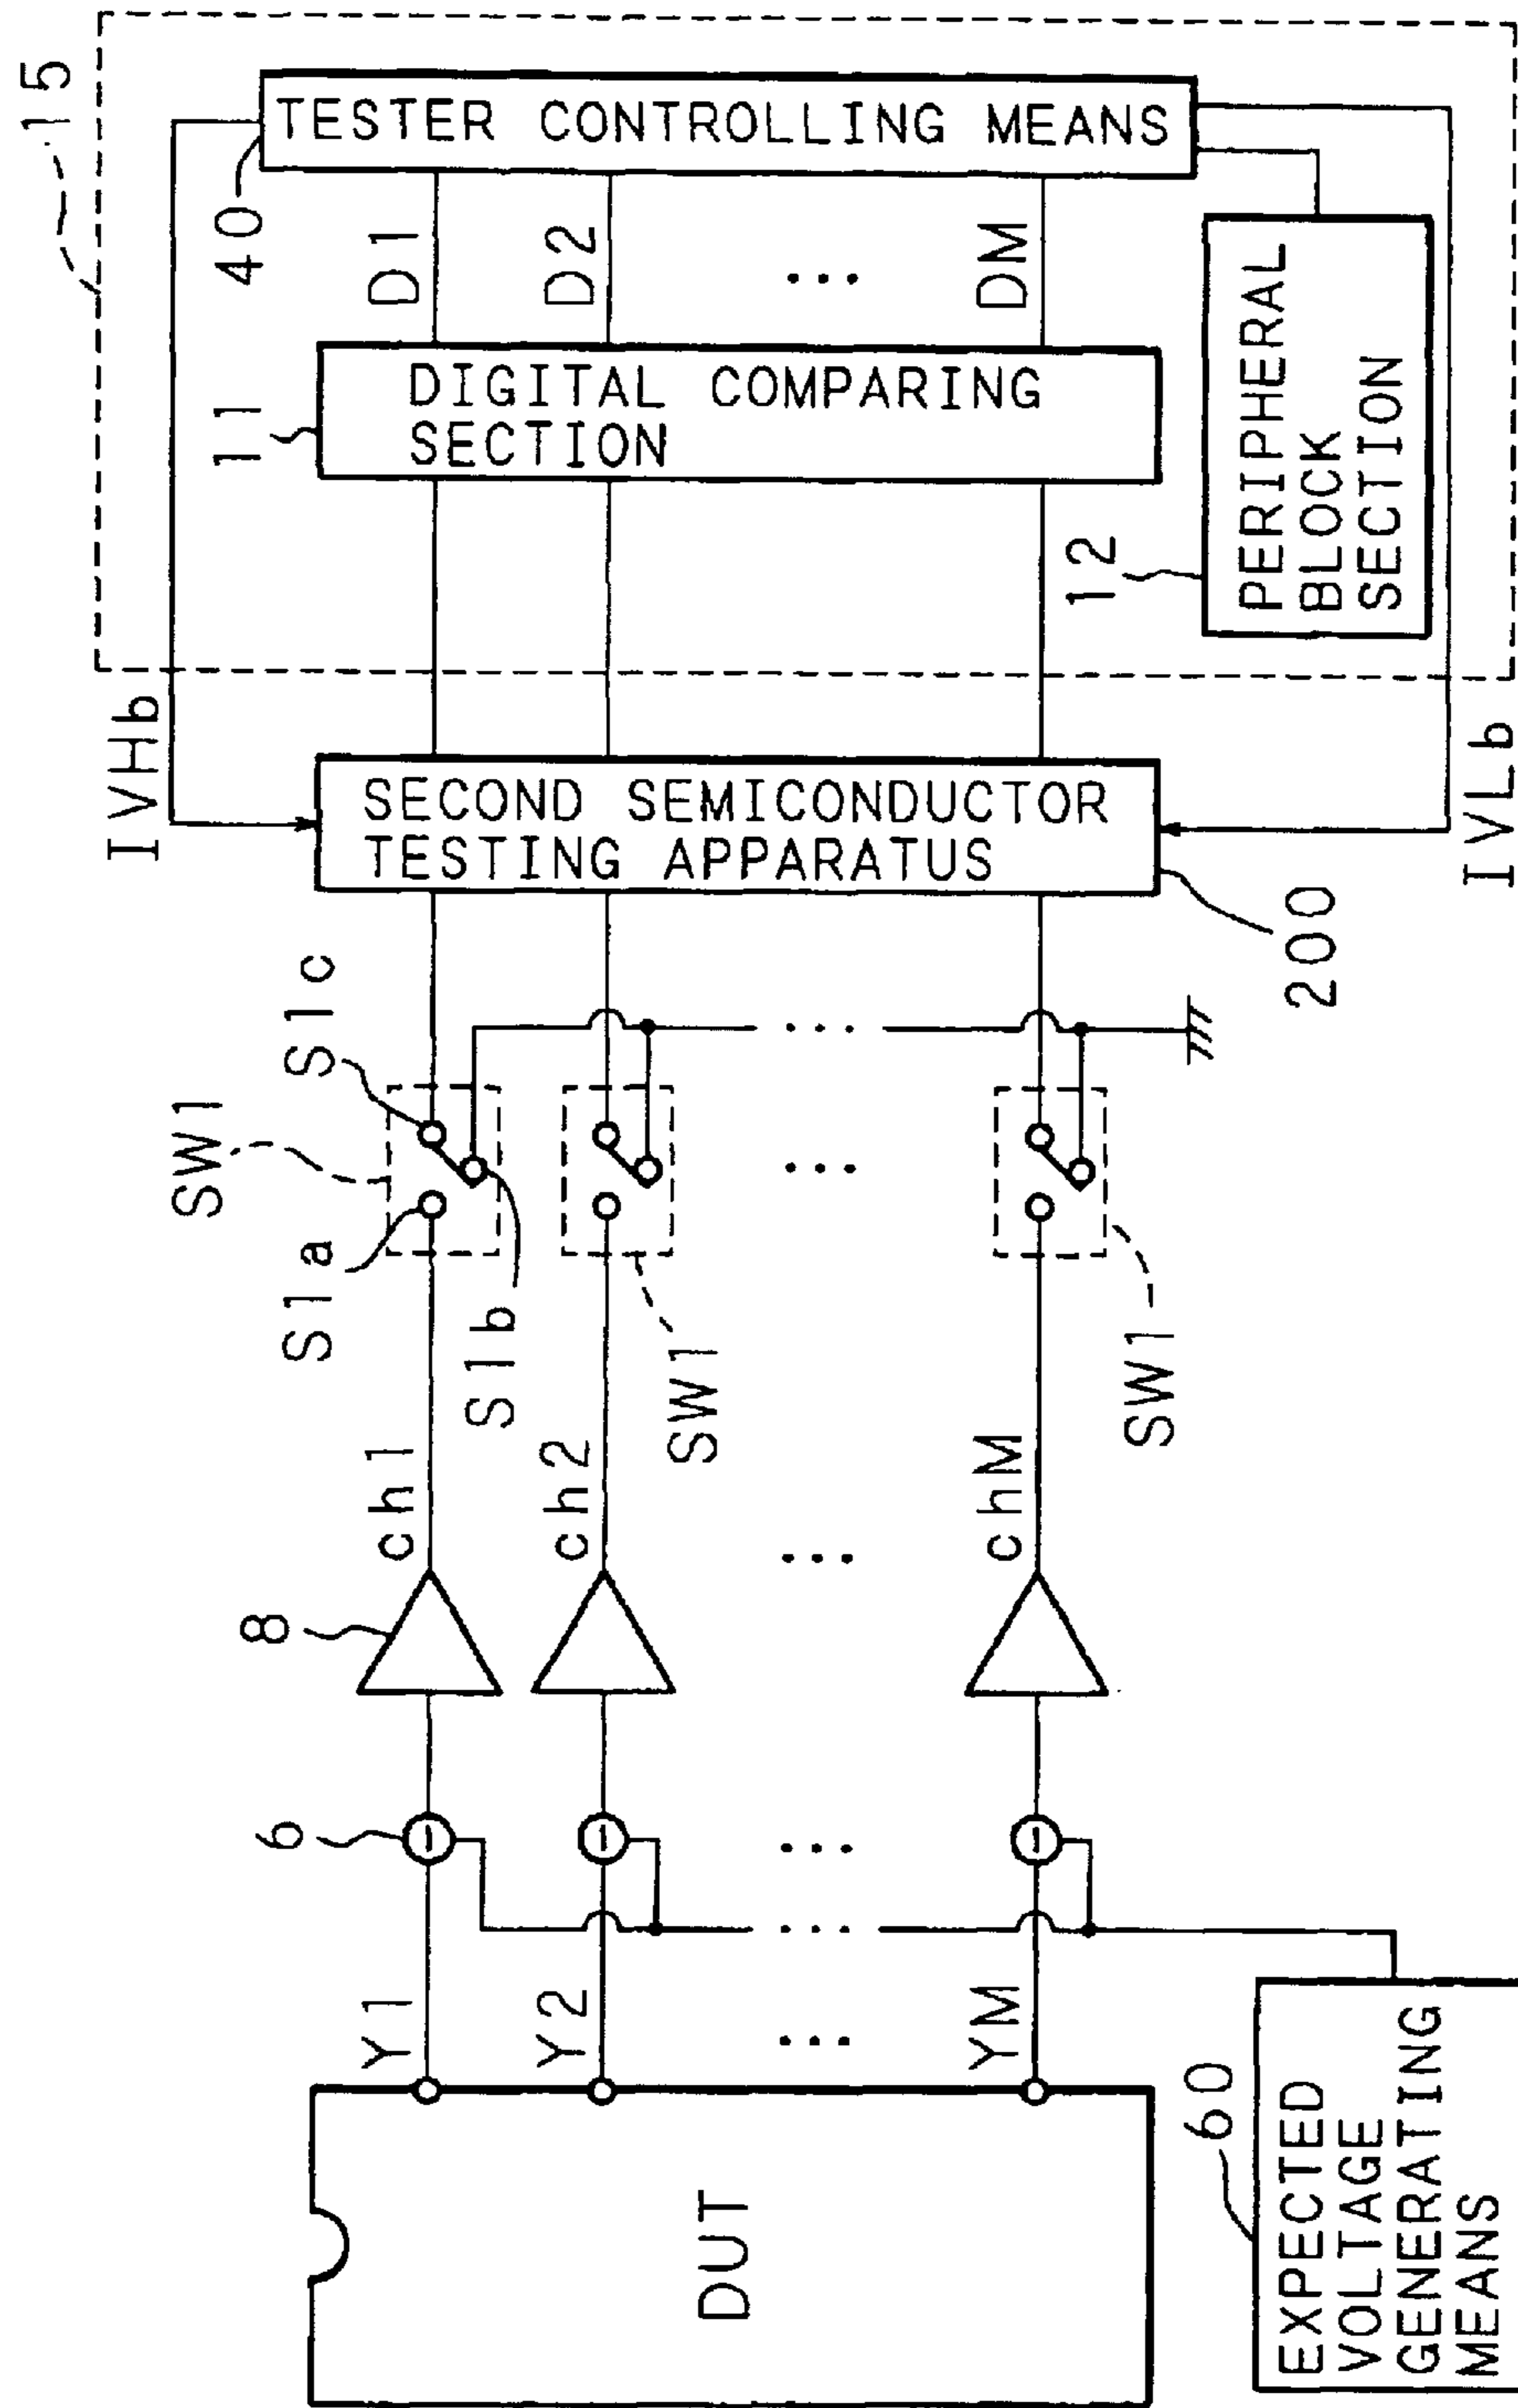 15
IVHb
40
TESTER CONTROLLING MEANS
D1
D2
...
DM
11
DIGITAL COMPARING
SECTION
12
PERIPHERAL
BLOCK
SECTION
SECOND SEMICONDUCTOR
TESTING APPARATUS
200
IVLb
SW1
S1a
S1c
S1b
SW1
...
...
SW1
8
ch1
ch2
...
chM
6
...
...
Y1
Y2
...
YM
DUT
60
EXPECTED
VOLTAGE
GENERATING
MEANS